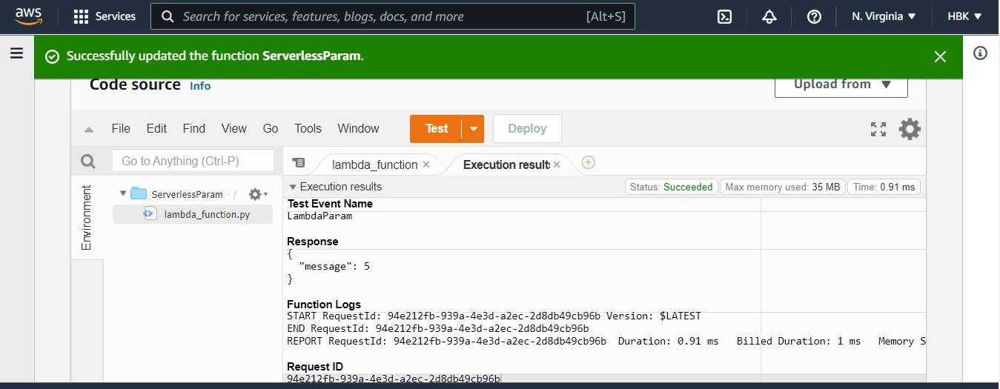 aws Services Search for services, features, blogs, docs, and more [Alt+S] N. Virginia HBK
Successfully updated the function ServerlessParam.
Code source Info Upload from
File Edit Find View Go Tools Window Test Deploy
Go to Anything (Ctrl-P) lambda_function Execution result
Execution results Status: Succeeded Max memory used: 35 MB Time: 0.91 ms
Environment
ServerlessParam - /
lambda_function.py
Test Event Name
LambdaParam
Response
{
"message": 5
}
Function Logs
START RequestId: 94e212fb-939a-4e3d-a2ec-2d8db49cb96b Version: $LATEST
END RequestId: 94e212fb-939a-4e3d-a2ec-2d8db49cb96b
REPORT RequestId: 94e212fb-939a-4e3d-a2ec-2d8db49cb96b Duration: 0.91 ms Billed Duration: 1 ms Memory S
Request ID
94e212fb-939a-4e3d-a2ec-2d8db49cb96b